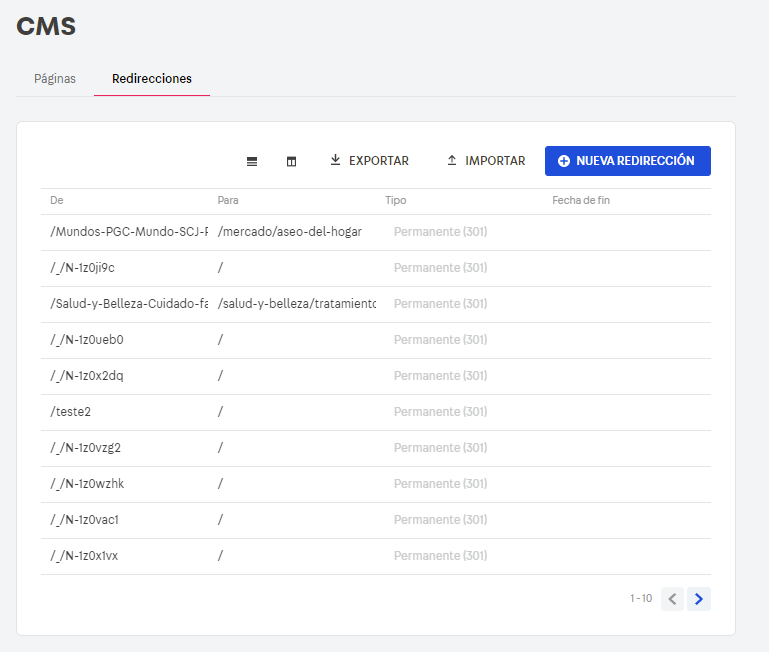 CMS
Páginas Redirecciones
EXPORTAR IMPORTAR NUEVA REDIRECCIÓN
De Para Tipo Fecha de fin
/Mundos-PGC-Mundo-SCJ-F /mercado/aseo-del-hogar Permanente (301)
/_/N-1z0ji9c / Permanente (301)
/Salud-y-Belleza-Cuidado-fa /salud-y-belleza/tratamiento Permanente (301)
/_/N-1z0ueb0 / Permanente (301)
/_/N-1z0x2dq / Permanente (301)
/teste2 / Permanente (301)
/_/N-1z0vzg2 / Permanente (301)
/_/N-1z0wzhk / Permanente (301)
/_/N-1z0vac1 / Permanente (301)
/_/N-1z0x1vx / Permanente (301)
1 - 10